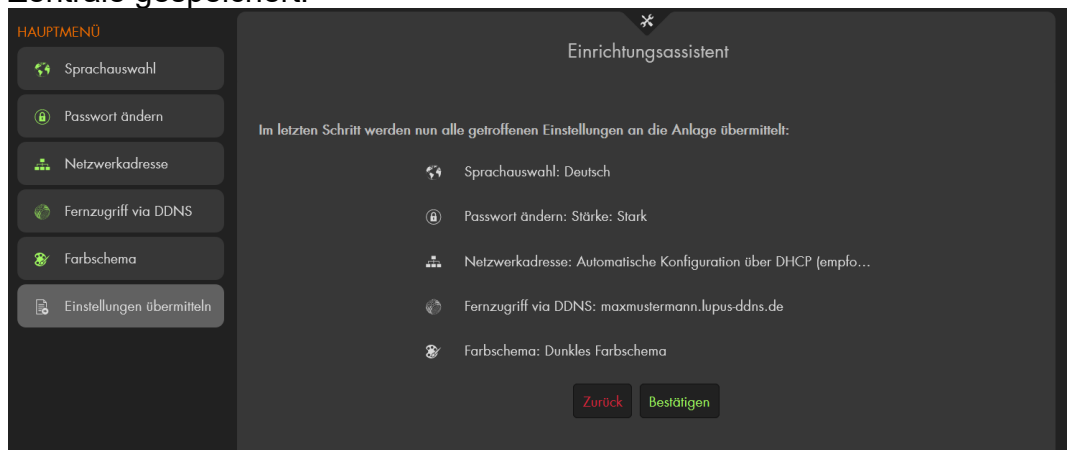 Zentrale gespeichert.
HAUPTMENÜ
Sprachauswahl
Passwort ändern
Netzwerkadresse
Fernzugriff via DDNS
Farbschema
Einstellungen übermitteln
Einrichtungsassistent
Im letzten Schritt werden nun alle getroffenen Einstellungen an die Anlage übermittelt:
Sprachauswahl: Deutsch
Passwort ändern: Stärke: Stark
Netzwerkadresse: Automatische Konfiguration über DHCP (empfo...
Fernzugriff via DDNS: maxmustermann.lupus-ddns.de
Farbschema: Dunkles Farbschema
Zurück Bestätigen